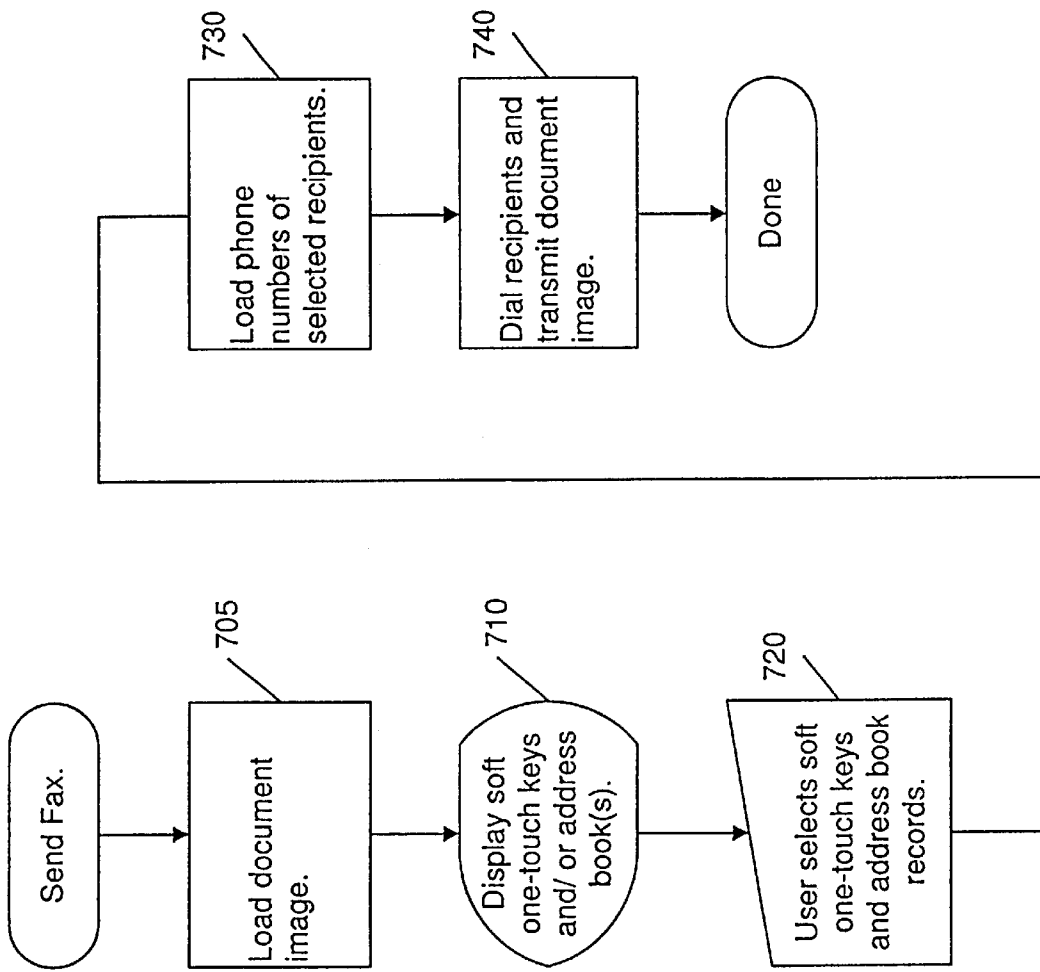 Send Fax.
705
Load document
image.
710
Display soft
one-touch keys
and/ or address
book(s).
720
User selects soft
one-touch keys
and address book
records.
730
Load phone
numbers of
selected recipients.
740
Dial recipients and
transmit document
image.
Done